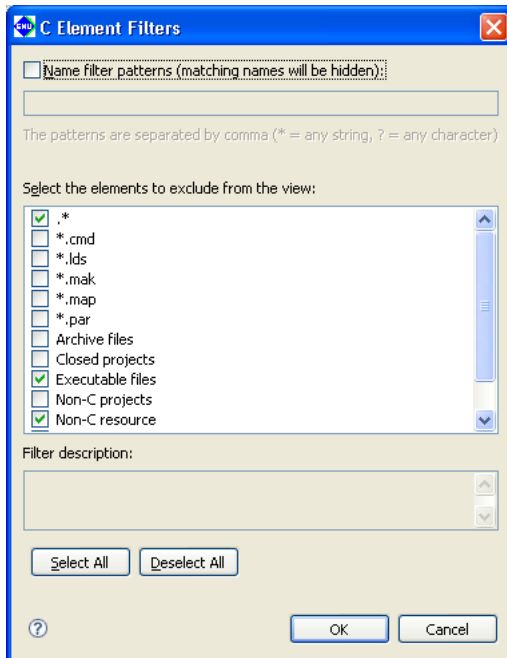 GNU C Element Filters
Name filter patterns (matching names will be hidden):
The patterns are separated by comma (* = any string, ? = any character)
Select the elements to exclude from the view:
.*
*.cmd
*.lds
*.mak
*.map
*.par
Archive files
Closed projects
Executable files
Non-C projects
Non-C resource
Filter description:
Select All Deselect All
? OK Cancel